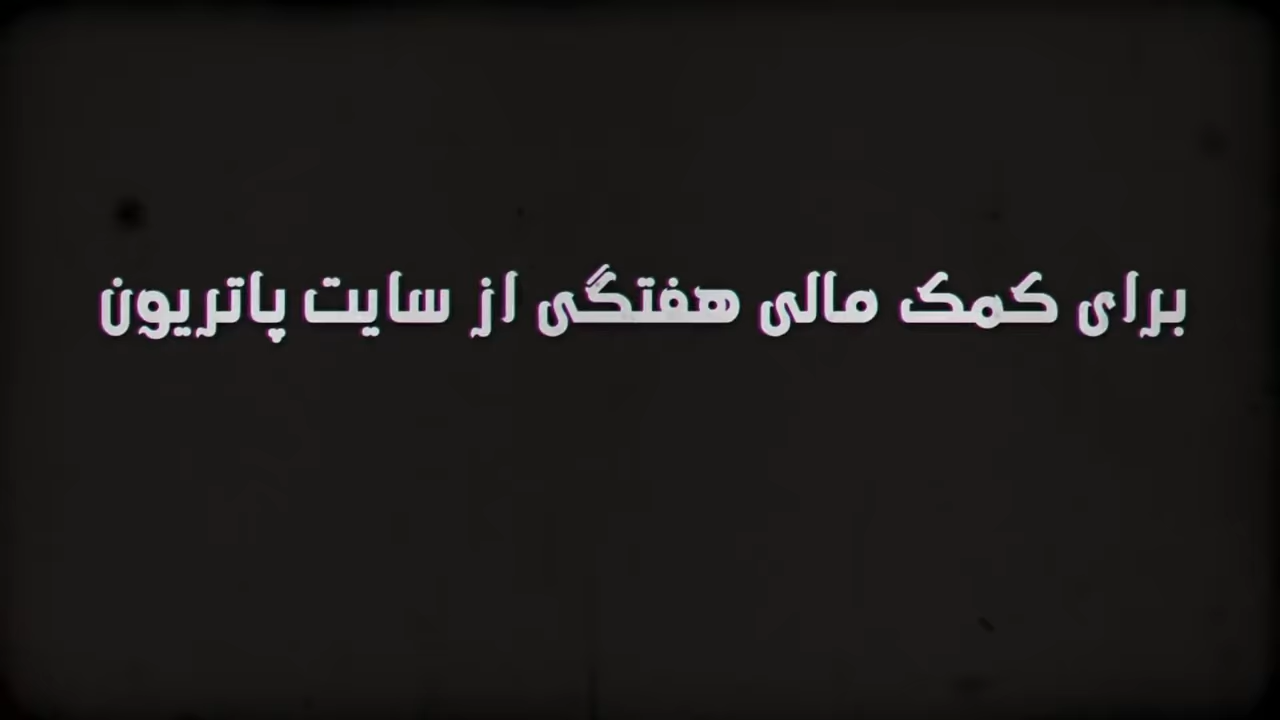 برای کمک مالی هفتگی از سایت پاتریون